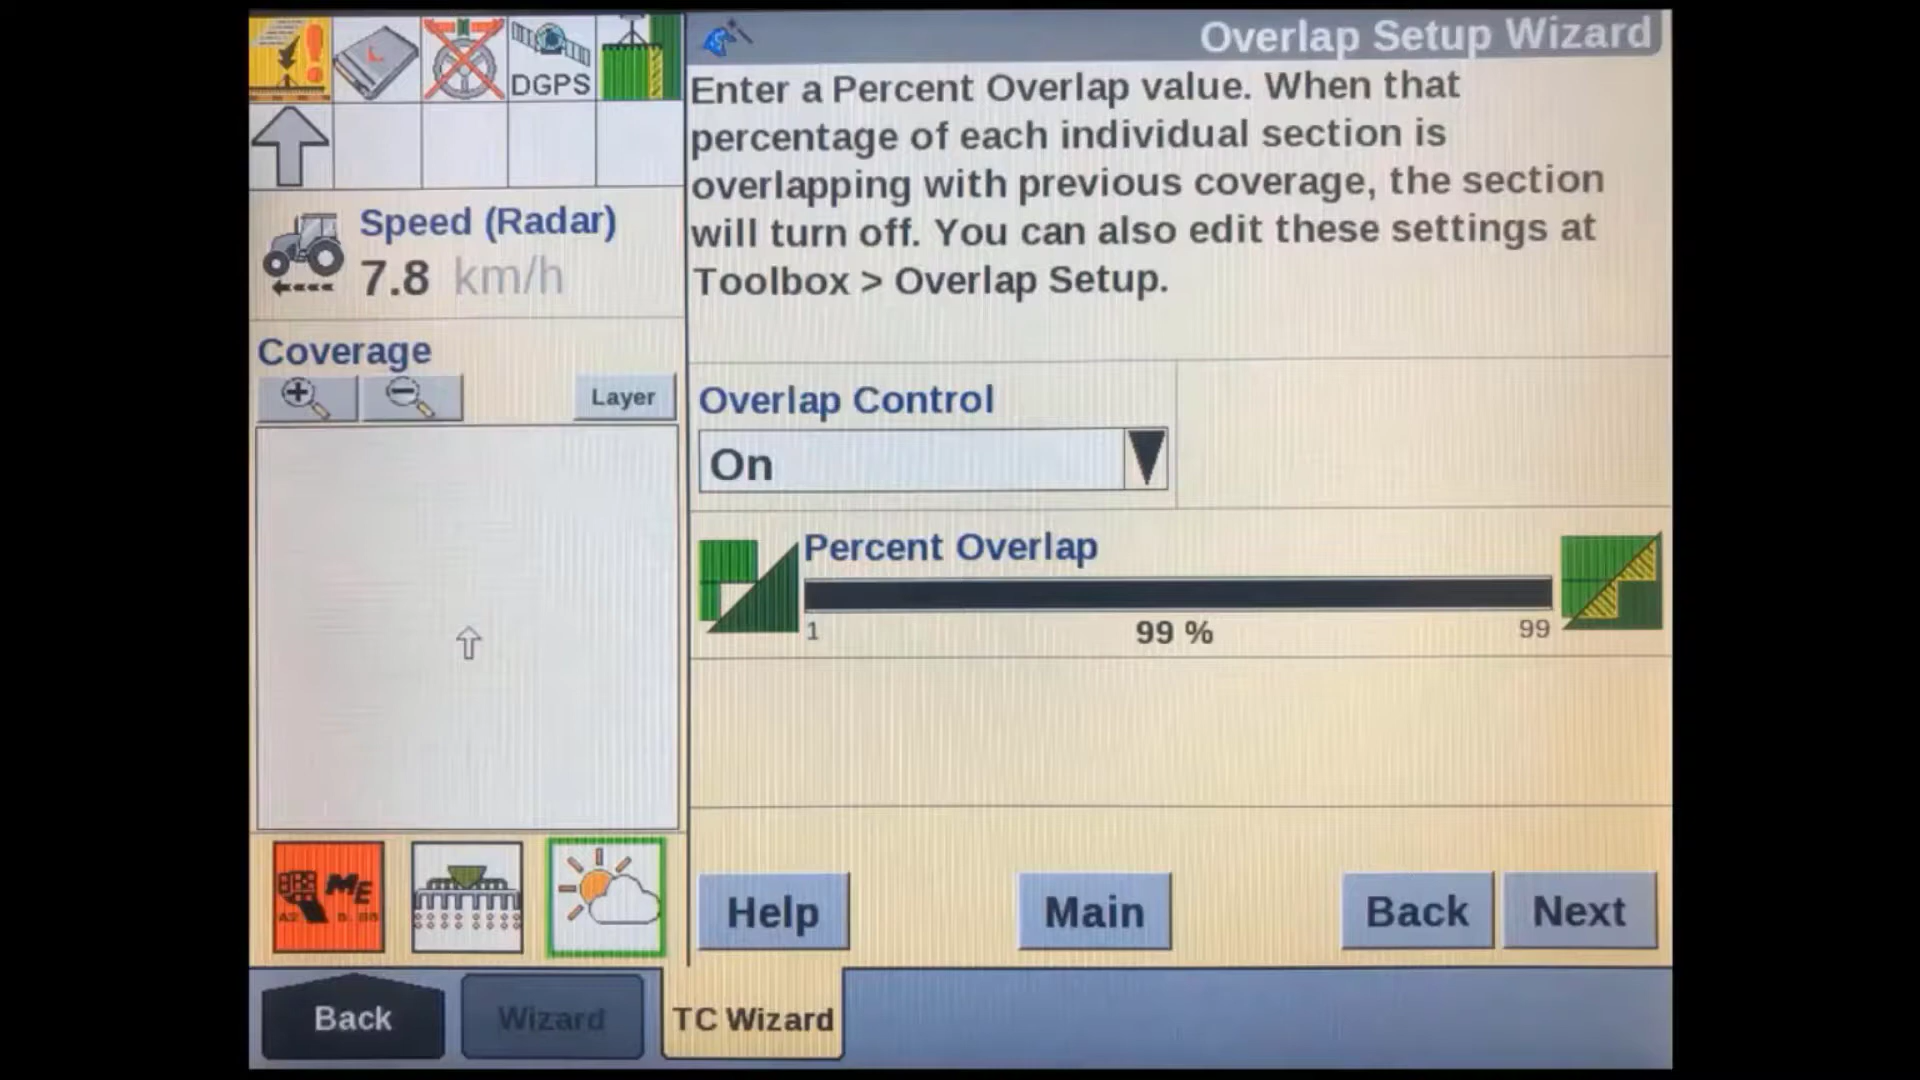 Overlap Setup Wizard
DGPS
Enter a Percent Overlap value. When that
percentage of each individual section is
overlapping with previous coverage, the section
will turn off. You can also edit these settings at
Toolbox > Overlap Setup.
Speed (Radar)
7.8 km/h
Coverage
Layer
Overlap Control
On
Percent Overlap
1
99 %
99
ME
Help
Main
Back
Next
Back
Wizard
TC Wizard